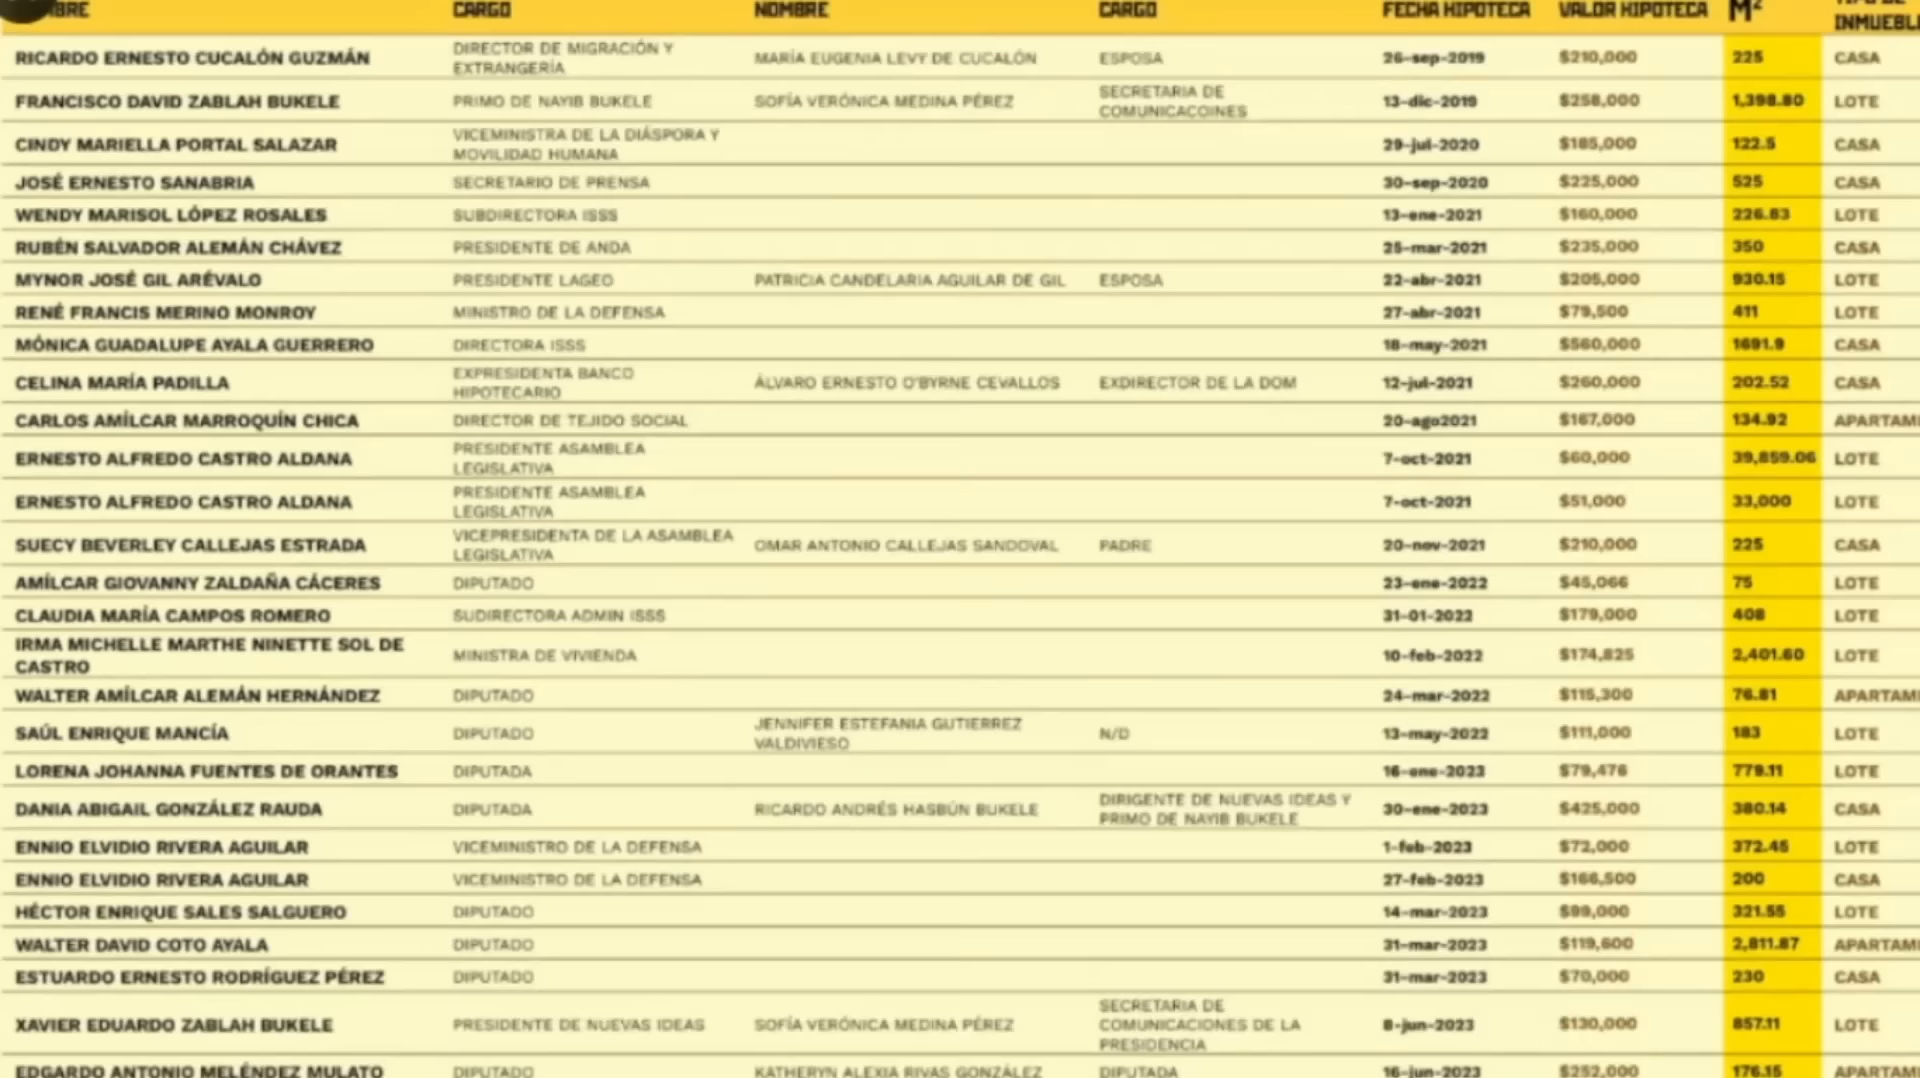 CARGO NOMBRE CARGO FECHA HIPOTECA VALOR HIPOTECA M²
INMUEBLE
RICARDO ERNESTO CUCALÓN GUZMÁN DIRECTOR DE MIGRACIÓN Y EXTRANGERÍA MARÍA EUGENIA LEVY DE CUCALÓN ESPOSA 26-sep-2019 $210,000 225 CASA
FRANCISCO DAVID ZABLAH BUKELE PRIMO DE NAYIB BUKELE SOFÍA VERÓNICA MEDINA PÉREZ SECRETARIA DE COMUNICACOINES 13-dic-2019 $258,000 1,398.80 LOTE
CINDY MARIELLA PORTAL SALAZAR VICEMINISTRA DE LA DIÁSPORA Y MOVILIDAD HUMANA 29-jul-2020 $185,000 122.5 CASA
JOSÉ ERNESTO SANABRIA SECRETARIO DE PRENSA 30-sep-2020 $225,000 525 CASA
WENDY MARISOL LÓPEZ ROSALES SUBDIRECTORA ISSS 13-ene-2021 $160,000 226.83 LOTE
RUBÉN SALVADOR ALEMÁN CHÁVEZ PRESIDENTE DE ANDA 25-mar-2021 $235,000 350 CASA
MYNOR JOSÉ GIL ARÉVALO PRESIDENTE LAGEO PATRICIA CANDELARIA AGUILAR DE GIL ESPOSA 22-abr-2021 $205,000 930.15 LOTE
RENÉ FRANCIS MERINO MONROY MINISTRO DE LA DEFENSA 27-abr-2021 $79,500 411 LOTE
MÓNICA GUADALUPE AYALA GUERRERO DIRECTORA ISSS 18-may-2021 $560,000 1691.9 CASA
CELINA MARÍA PADILLA EXPRESIDENTA BANCO HIPOTECARIO ÁLVARO ERNESTO O'BYRNE CEVALLOS EXDIRECTOR DE LA DOM 12-jul-2021 $260,000 202.52 CASA
CARLOS AMÍLCAR MARROQUÍN CHICA DIRECTOR DE TEJIDO SOCIAL 20-ago2021 $167,000 134.92 APARTAM
ERNESTO ALFREDO CASTRO ALDANA PRESIDENTE ASAMBLEA LEGISLATIVA 7-oct-2021 $60,000 39,859.06 LOTE
ERNESTO ALFREDO CASTRO ALDANA PRESIDENTE ASAMBLEA LEGISLATIVA 7-oct-2021 $51,000 33,000 LOTE
SUECY BEVERLEY CALLEJAS ESTRADA VICEPRESIDENTA DE LA ASAMBLEA LEGISLATIVA OMAR ANTONIO CALLEJAS SANDOVAL PADRE 20-nov-2021 $210,000 225 CASA
AMÍLCAR GIOVANNY ZALDAÑA CÁCERES DIPUTADO 23-ene-2022 $45,066 75 LOTE
CLAUDIA MARÍA CAMPOS ROMERO SUDIRECTORA ADMIN ISSS 31-01-2022 $179,000 408 LOTE
IRMA MICHELLE MARTHE NINETTE SOL DE CASTRO MINISTRA DE VIVIENDA 10-feb-2022 $174,825 2,401.60 LOTE
WALTER AMÍLCAR ALEMÁN HERNÁNDEZ DIPUTADO 24-mar-2022 $115,300 76.81 APARTAM
SAÚL ENRIQUE MANCÍA DIPUTADO JENNIFER ESTEFANIA GUTIERREZ VALDIVIESO N/D 13-may-2022 $111,000 183 LOTE
LORENA JOHANNA FUENTES DE ORANTES DIPUTADA 16-ene-2023 $79,476 779.11 LOTE
DANIA ABIGAIL GONZÁLEZ RAUDA DIPUTADA RICARDO ANDRÉS HASBÚN BUKELE DIRIGENTE DE NUEVAS IDEAS Y PRIMO DE NAYIB BUKELE 30-ene-2023 $425,000 380.14 CASA
ENNIO ELVIDIO RIVERA AGUILAR VICEMINISTRO DE LA DEFENSA 1-feb-2023 $72,000 372.45 LOTE
ENNIO ELVIDIO RIVERA AGUILAR VICEMINISTRO DE LA DEFENSA 27-feb-2023 $166,500 200 CASA
HÉCTOR ENRIQUE SALES SALGUERO DIPUTADO 14-mar-2023 $99,000 321.55 LOTE
WALTER DAVID COTO AYALA DIPUTADO 31-mar-2023 $119,600 2,811.87 APARTAM
ESTUARDO ERNESTO RODRÍGUEZ PÉREZ DIPUTADO 31-mar-2023 $70,000 230 CASA
XAVIER EDUARDO ZABLAH BUKELE PRESIDENTE DE NUEVAS IDEAS SOFÍA VERÓNICA MEDINA PÉREZ SECRETARIA DE COMUNICACIONES DE LA PRESIDENCIA 8-jun-2023 $130,000 857.11 LOTE
EDGARDO ANTONIO MELÉNDEZ MULATO DIPUTADO KATHERYN ALEXIA RIVAS GONZÁLEZ DIPUTADA 16-jun-2023 $252,000 176.15 APARTAM